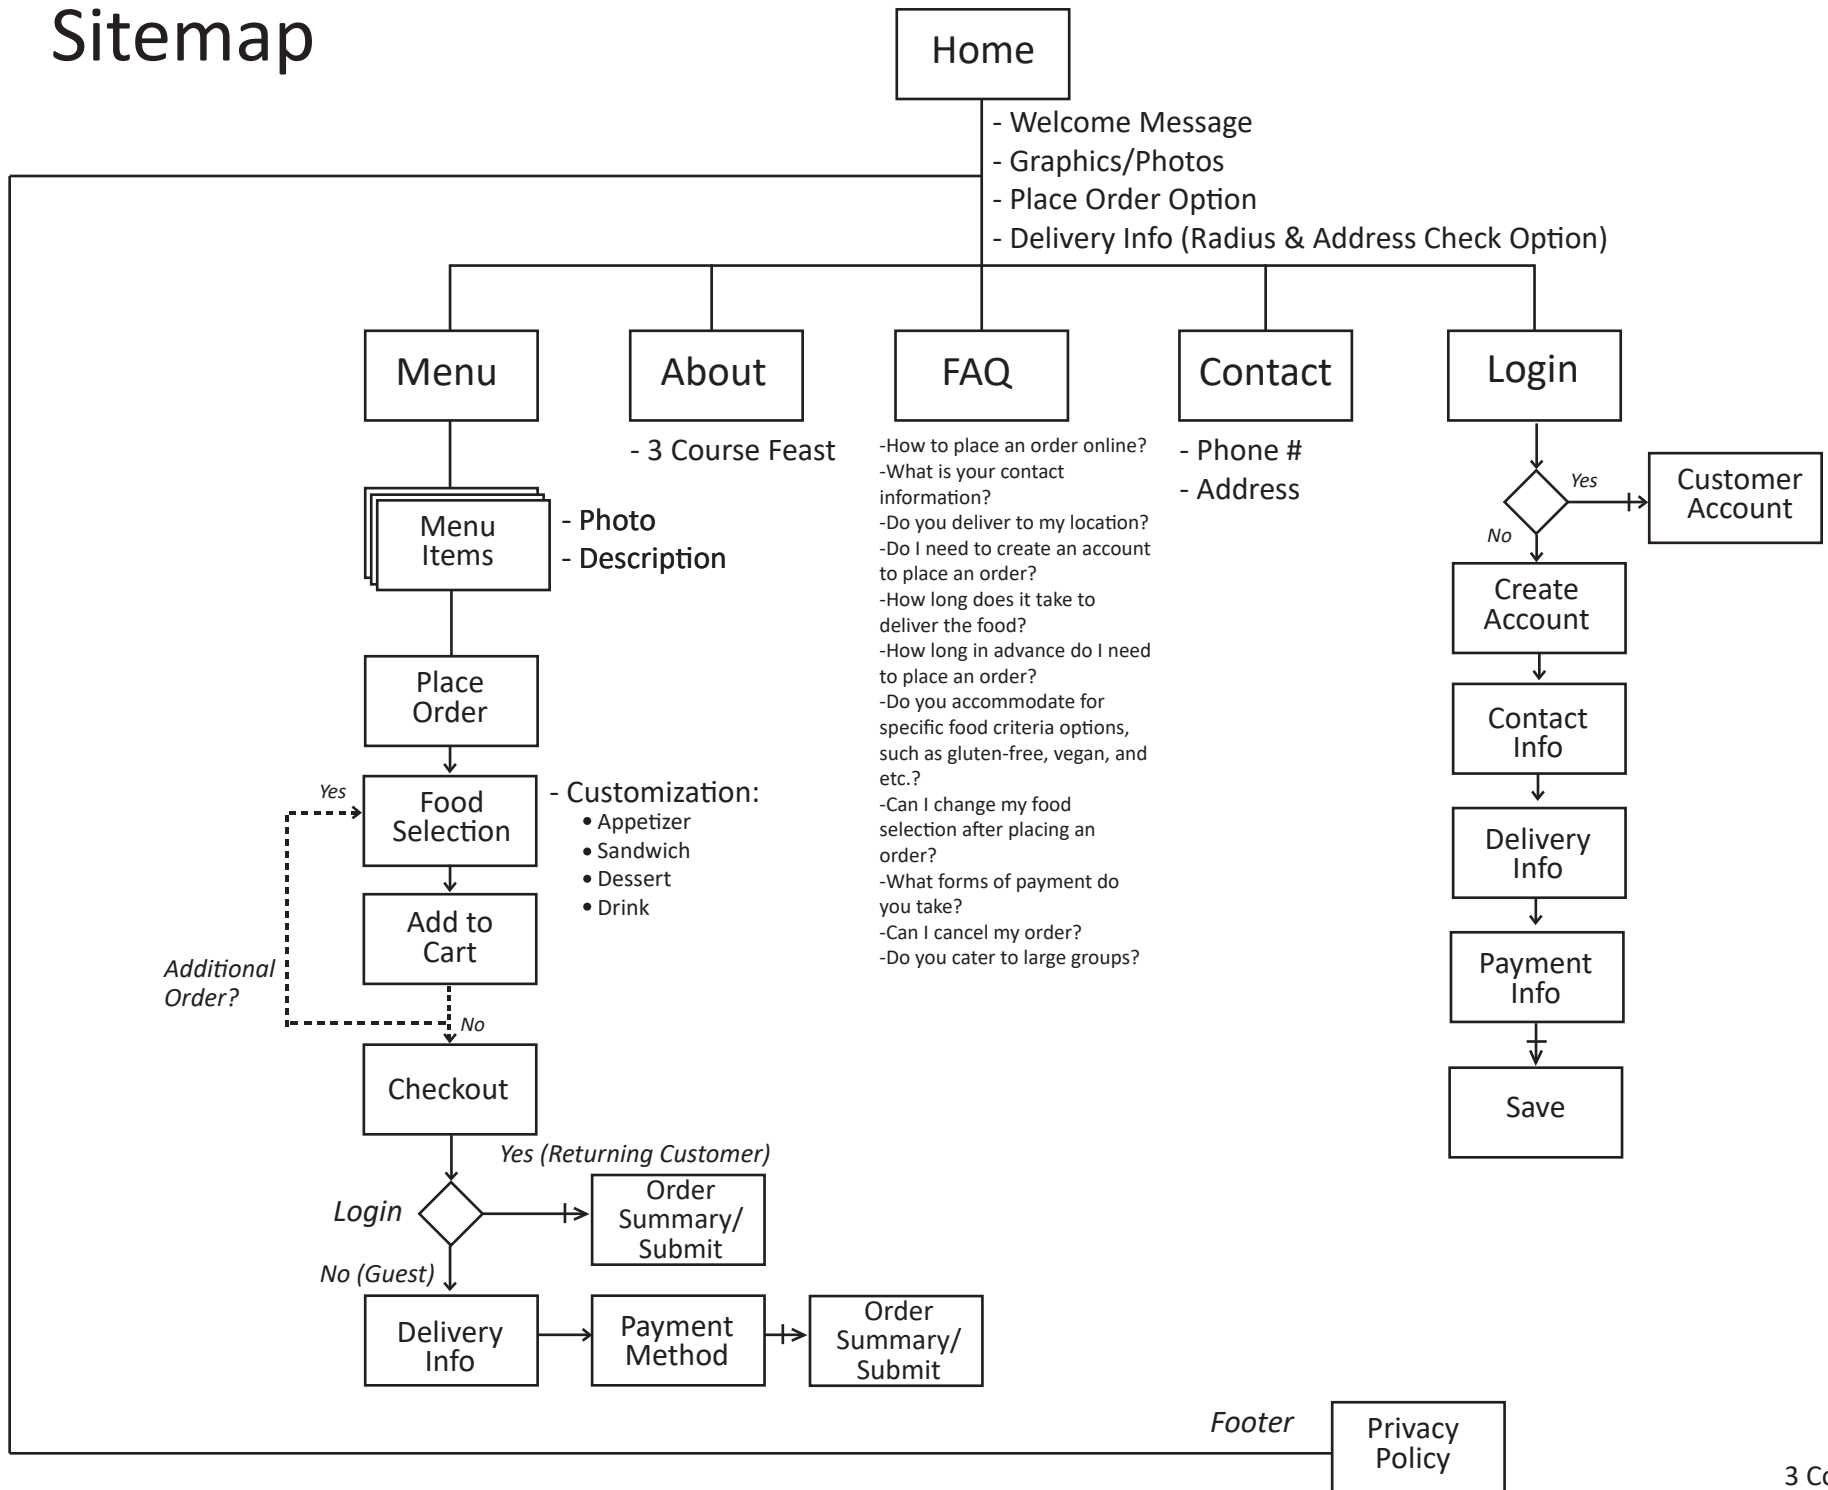 Sitemap
Home
- Welcome Message
- Graphics/Photos
- Place Order Option
- Delivery Info (Radius & Address Check Option)
Menu
About
FAQ
Contact
Login
- 3 Course Feast
-How to place an order online?
-What is your contact
information?
-Do you deliver to my location?
-Do I need to create an account
to place an order?
-How long does it take to
deliver the food?
-How long in advance do I need
to place an order?
-Do you accommodate for
specific food criteria options,
such as gluten-free, vegan, and
etc.?
-Can I change my food
selection after placing an
order?
-What forms of payment do
you take?
-Can I cancel my order?
-Do you cater to large groups?
- Phone #
- Address
Yes
Customer
Account
No
Create
Account
Contact
Info
Delivery
Info
Payment
Info
Save
Menu
Items
- Photo
- Description
Place
Order
Yes
Food
Selection
- Customization:
• Appetizer
• Sandwich
• Dessert
• Drink
Add to
Cart
Additional
Order?
No
Checkout
Yes (Returning Customer)
Login
Order
Summary/
Submit
No (Guest)
Delivery
Info
Payment
Method
Order
Summary/
Submit
Footer
Privacy
Policy
3